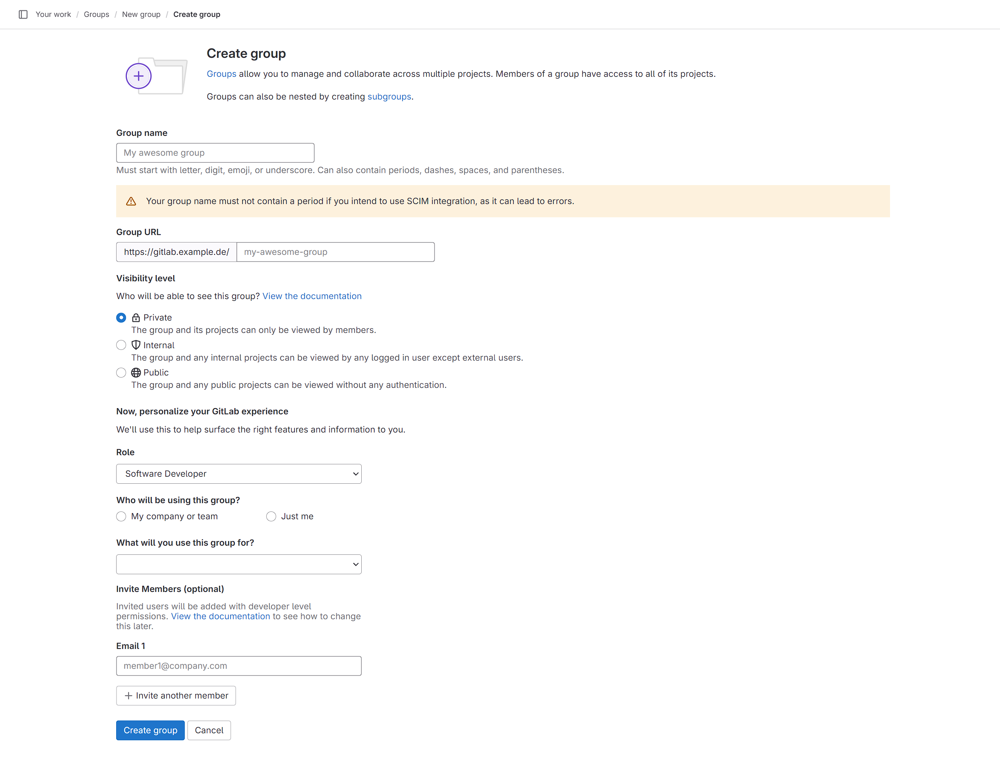 Your work / Groups / New group / Create group
Create group
Groups allow you to manage and collaborate across multiple projects. Members of a group have access to all of its projects.
Groups can also be nested by creating subgroups.
Group name
My awesome group
Must start with letter, digit, emoji, or underscore. Can also contain periods, dashes, spaces, and parentheses.
Your group name must not contain a period if you intend to use SCIM integration, as it can lead to errors.
Group URL
https://gitlab.example.de/ my-awesome-group
Visibility level
Who will be able to see this group? View the documentation
Private
The group and its projects can only be viewed by members.
Internal
The group and any internal projects can be viewed by any logged in user except external users.
Public
The group and any public projects can be viewed without any authentication.
Now, personalize your GitLab experience
We'll use this to help surface the right features and information to you.
Role
Software Developer
Who will be using this group?
My company or team Just me
What will you use this group for?
Invite Members (optional)
Invited users will be added with developer level
permissions. View the documentation to see how to change
this later.
Email 1
member1@company.com
Invite another member
Create group Cancel